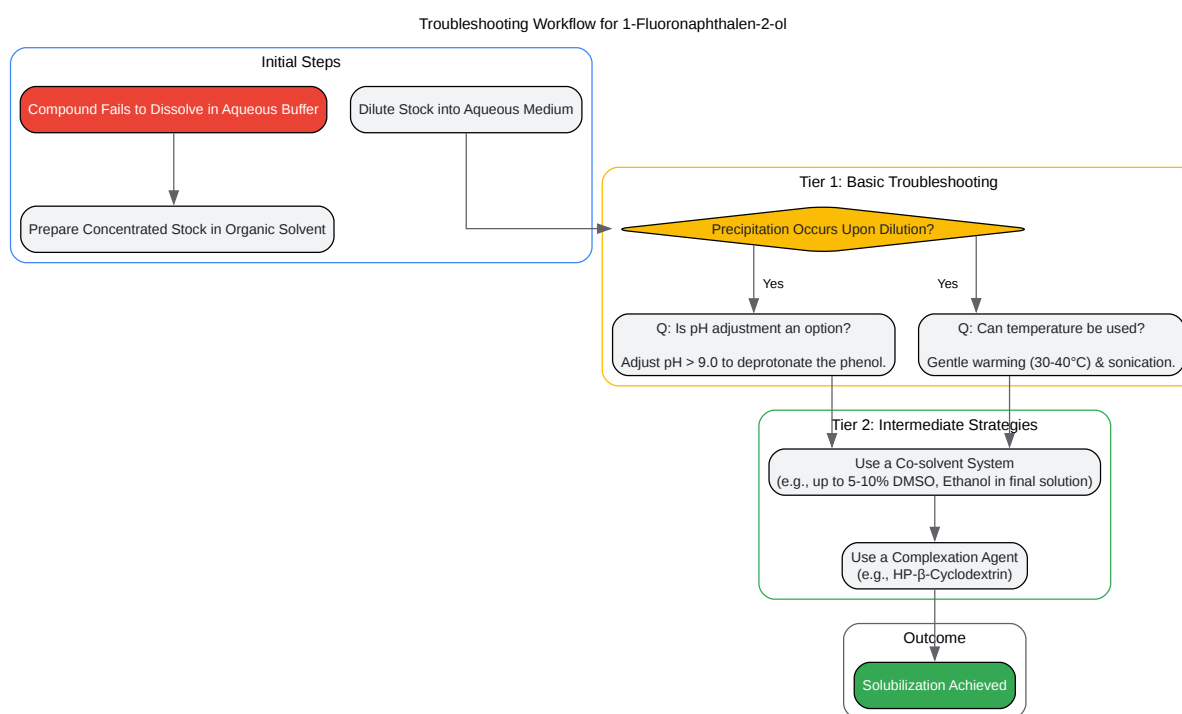 Troubleshooting Workflow for 1-Fluoronaphthalen-2-ol
Initial Steps
Compound Fails to Dissolve in Aqueous Buffer
Dilute Stock into Aqueous Medium
Prepare Concentrated Stock in Organic Solvent
Tier 1: Basic Troubleshooting
Precipitation Occurs Upon Dilution?
Yes
Yes
Q: Is pH adjustment an option?
Adjust pH > 9.0 to deprotonate the phenol.
Q: Can temperature be used?
Gentle warming (30-40°C) & sonication.
Tier 2: Intermediate Strategies
Use a Co-solvent System
(e.g., up to 5-10% DMSO, Ethanol in final solution)
Use a Complexation Agent
(e.g., HP-β-Cyclodextrin)
Outcome
Solubilization Achieved